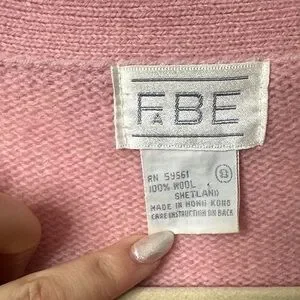 FABE
RN 59561
100% WOOL
SHETLAND
MADE IN HONG KONG
CARE INSTRUCTION ON BACK